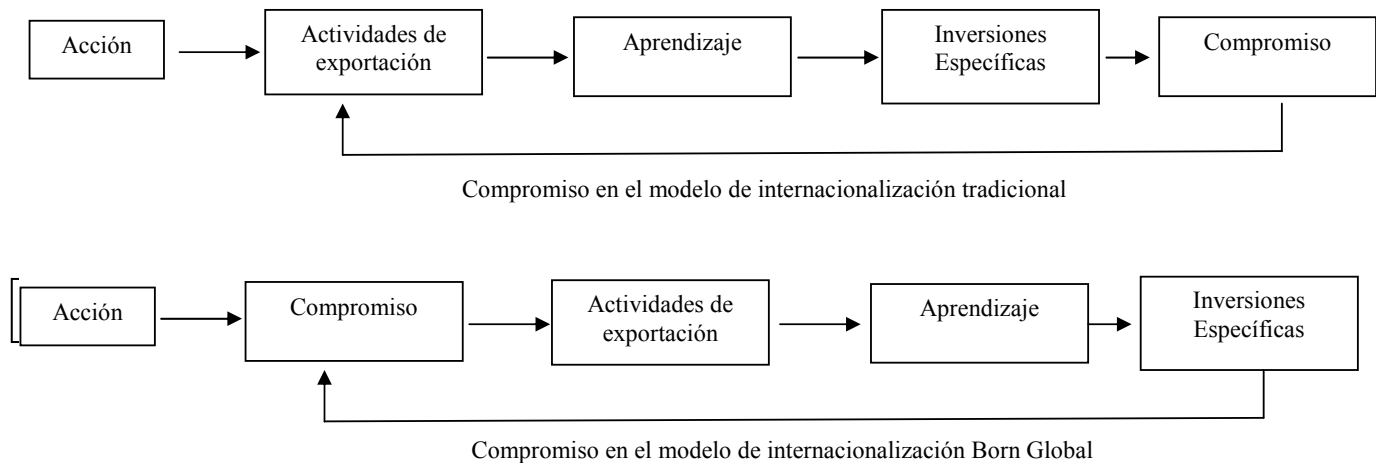 Acción
Actividades de
exportación
Aprendizaje
Inversiones
Específicas
Compromiso
Compromiso en el modelo de internacionalización tradicional
Acción
Compromiso
Actividades de
exportación
Aprendizaje
Inversiones
Específicas
Compromiso en el modelo de internacionalización Born Global